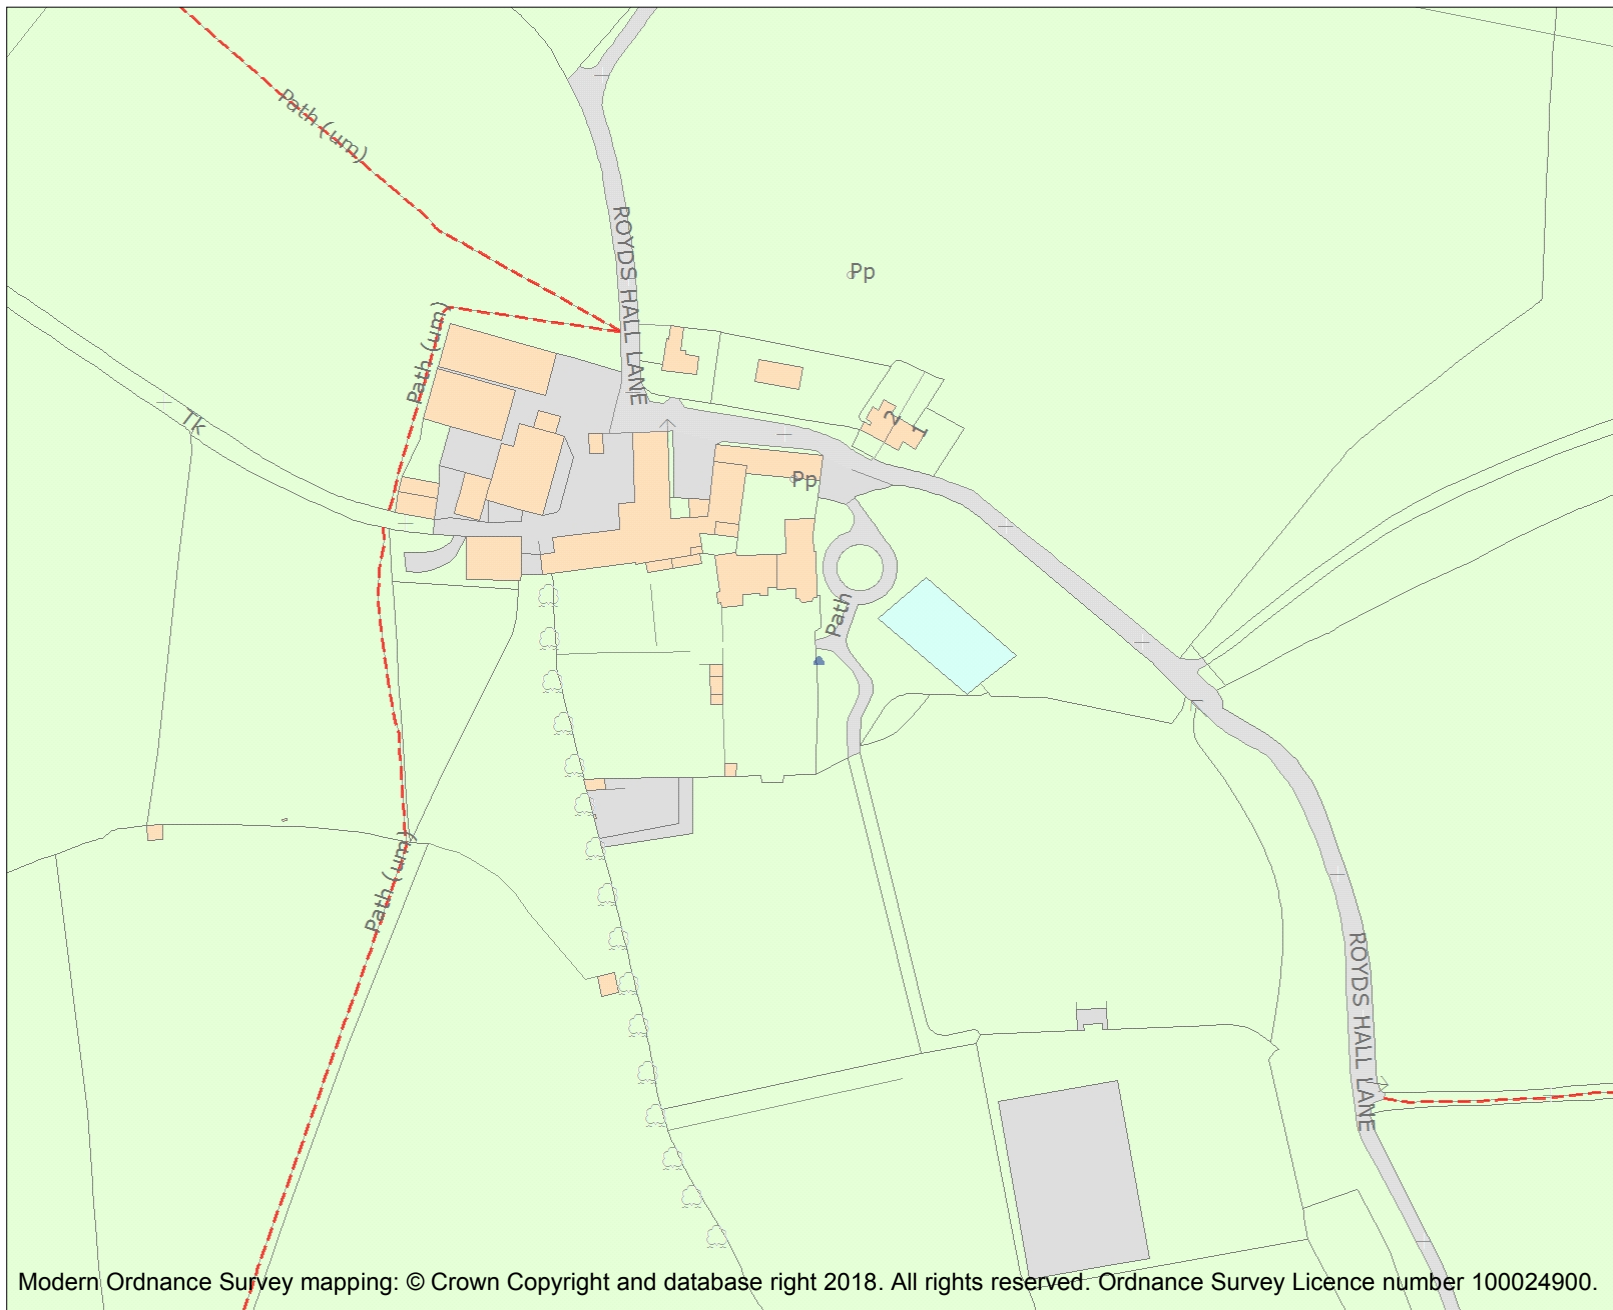 Path (um)
ROYDS HALL LANE
Pp
Path (um)
Tk
2
1
Pp
Path
Path (um)
ROYDS HALL LANE
Modern Ordnance Survey mapping: © Crown Copyright and database right 2018. All rights reserved. Ordnance Survey Licence number 100024900.